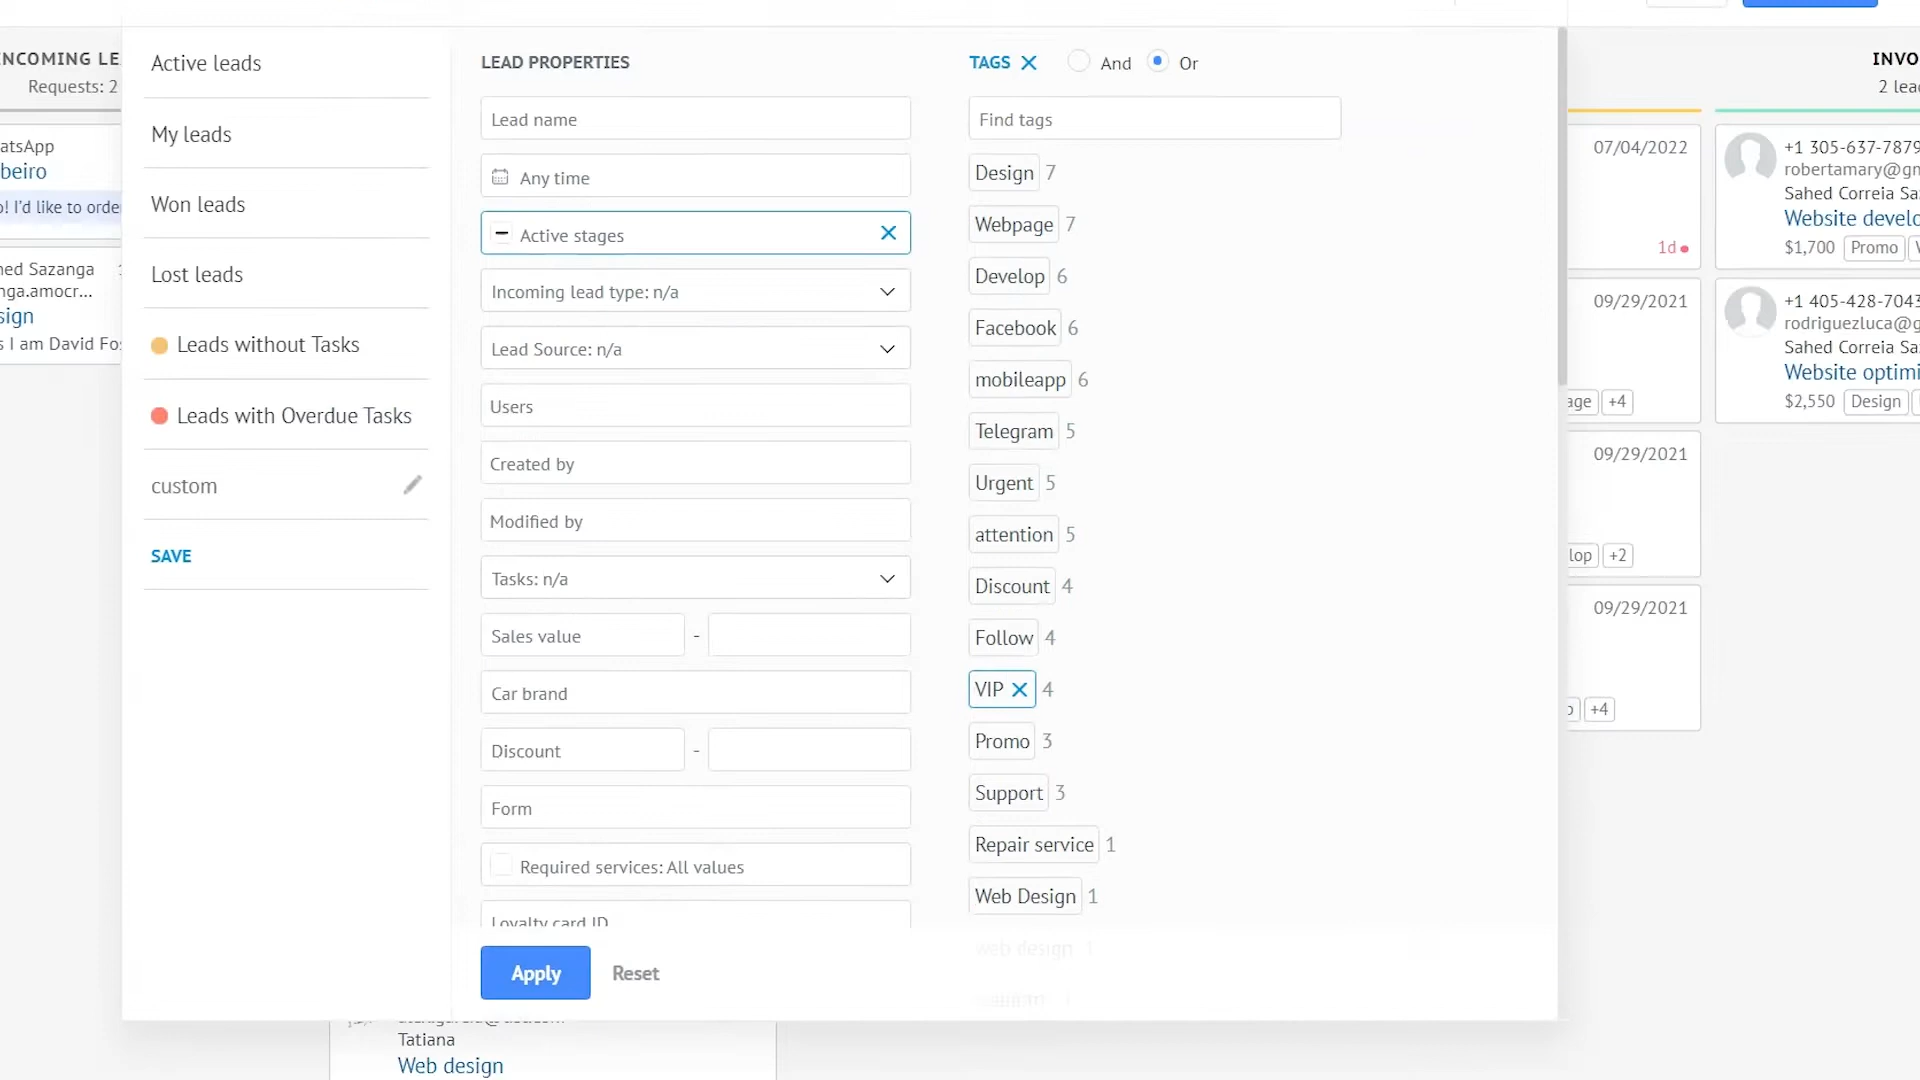 NCOMING LE
Requests: 2
atsApp
beiro
o! I'd like to orde
ned Sazanga
nga.amocr...
sign
s I am David Fos
Active leads
My leads
Won leads
Lost leads
Leads without Tasks
Leads with Overdue Tasks
custom
SAVE
LEAD PROPERTIES
Lead name
Any time
Active stages
Incoming lead type: n/a
Lead Source: n/a
Users
Created by
Modified by
Tasks: n/a
Sales value -
Car brand
Discount -
Form
Required services: All values
Loyalty card ID
Apply Reset
TAGS And Or
Find tags
Design 7
Webpage 7
Develop 6
Facebook 6
mobileapp 6
Telegram 5
Urgent 5
attention 5
Discount 4
Follow 4
VIP 4
Promo 3
Support 3
Repair service 1
Web Design 1
web design 1
Tatiana
Web design
07/04/2022
1d
09/29/2021
age +4
09/29/2021
lop +2
09/29/2021
+4
INVO
2 lead
+1 305-637-7879
robertamary@gm
Sahed Correia Sa
Website develo
$1,700 Promo
+1 405-428-7043
rodriguezluca@g
Sahed Correia Sa
Website optimi
$2,550 Design